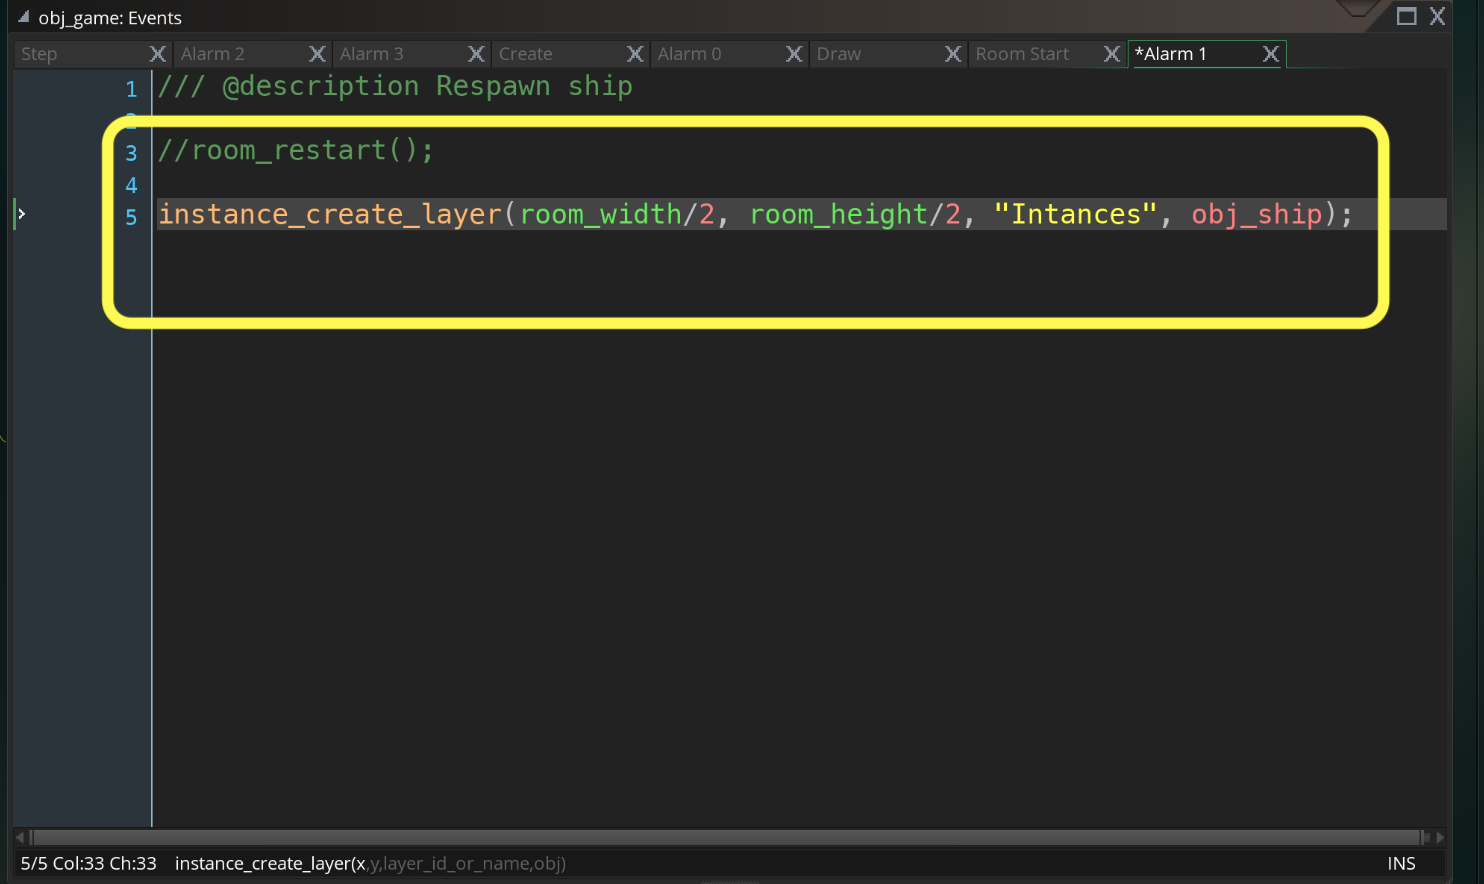 obj_game: Events
Step Alarm 2 Alarm 3 Create Alarm 0 Draw Room Start *Alarm 1
1 /// @description Respawn ship
2
3 //room_restart();
4
5 instance_create_layer(room_width/2, room_height/2, "Intances", obj_ship);
5/5 Col:33 Ch:33 instance_create_layer(x,y,layer_id_or_name,obj) INS